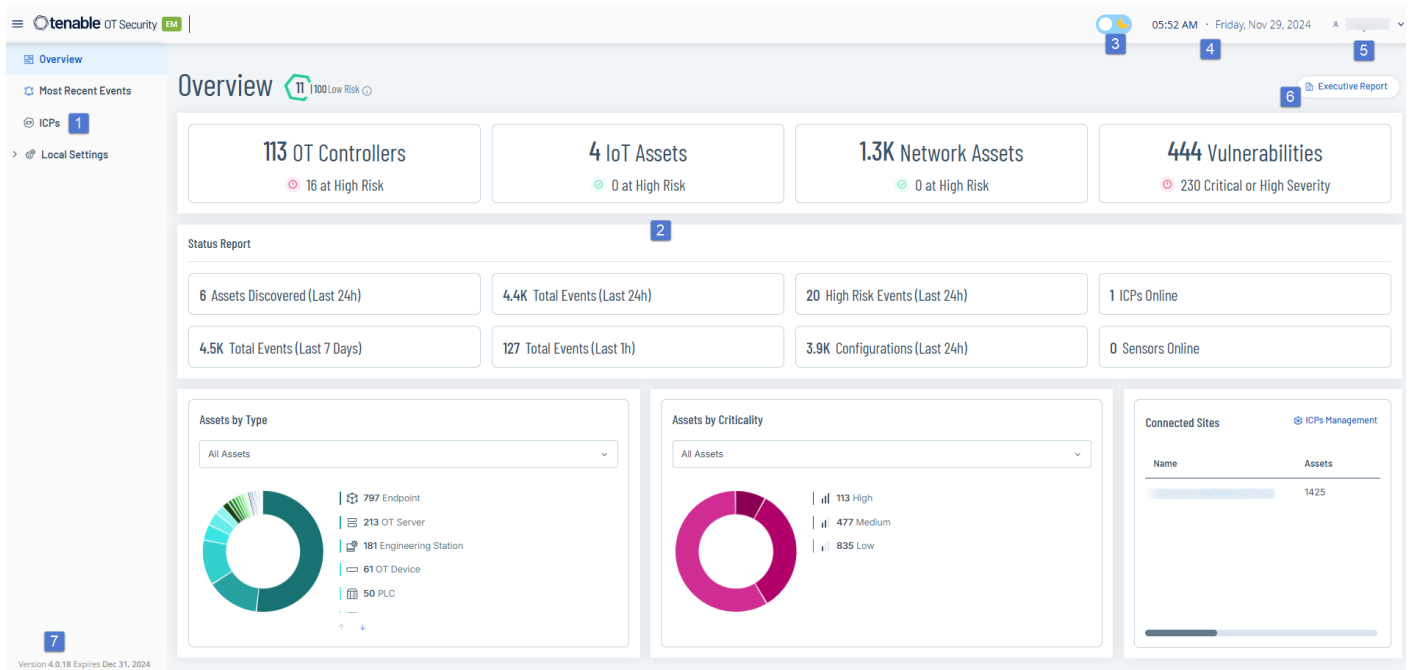 tenable OT Security EM
3
05:52 AM · Friday, Nov 29, 2024
4
5
Overview
Most Recent Events
ICPs 1
Local Settings
Overview 11 |100 Low Risk
6
Executive Report
113 OT Controllers
16 at High Risk
4 IoT Assets
0 at High Risk
1.3K Network Assets
0 at High Risk
444 Vulnerabilities
230 Critical or High Severity
2
Status Report
6 Assets Discovered (Last 24h)
4.4K Total Events (Last 24h)
20 High Risk Events (Last 24h)
1 ICPs Online
4.5K Total Events (Last 7 Days)
127 Total Events (Last 1h)
3.9K Configurations (Last 24h)
0 Sensors Online
Assets by Type
All Assets
797 Endpoint
213 OT Server
181 Engineering Station
61 OT Device
50 PLC
Assets by Criticality
All Assets
113 High
477 Medium
835 Low
Connected Sites
ICPs Management
Name Assets
1425
7
Version 4.0.18 Expires Dec 31, 2024